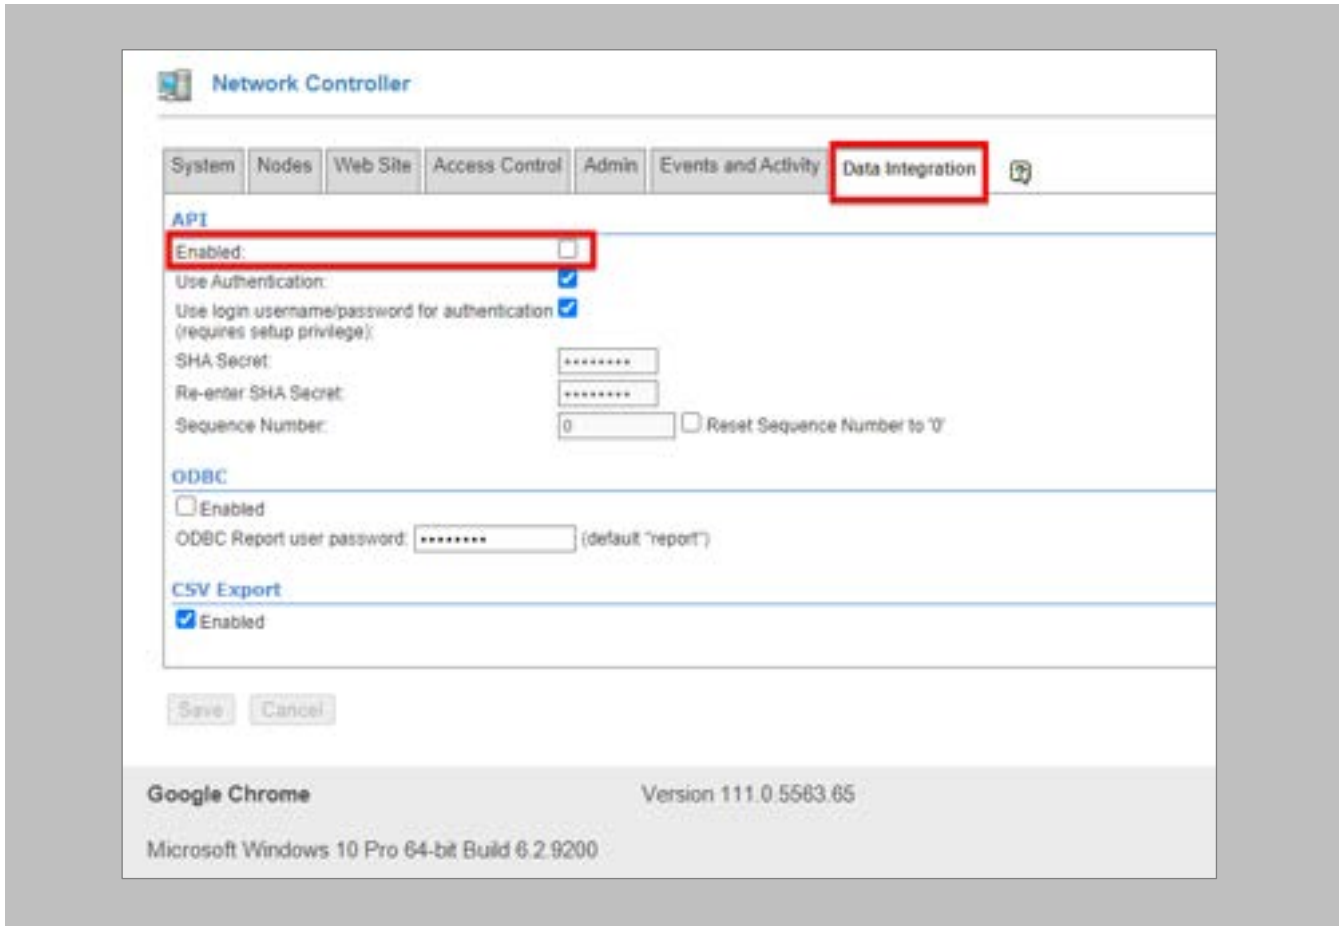 Network Controller
System Nodes Web Site Access Control Admin Events and Activity Data Integration
API
Enabled:
Use Authentication:
Use login username/password for authentication
(requires setup privilege):
SHA Secret: ••••••••
Re-enter SHA Secret: ••••••••
Sequence Number: 0 Reset Sequence Number to '0'
ODBC
Enabled
ODBC Report user password: •••••••• (default "report")
CSV Export
Enabled
Save Cancel
Google Chrome Version 111.0.5563.65
Microsoft Windows 10 Pro 64-bit Build 6.2.9200